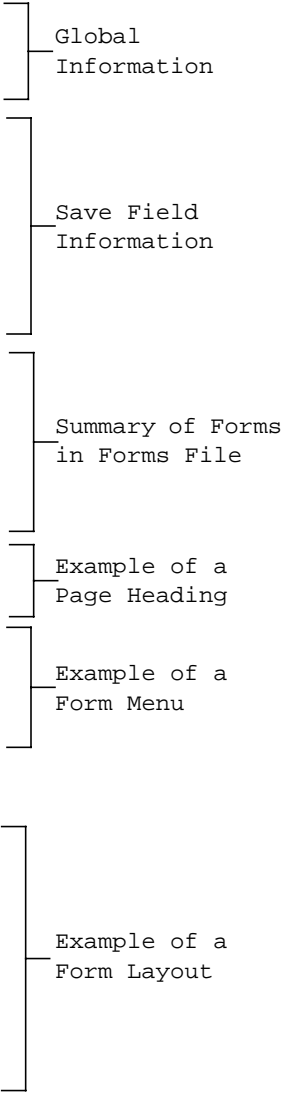 Global
Information
Save Field
Information
Summary of Forms
in Forms File
Example of a
Page Heading
Example of a
Form Menu
Example of a
Form Layout